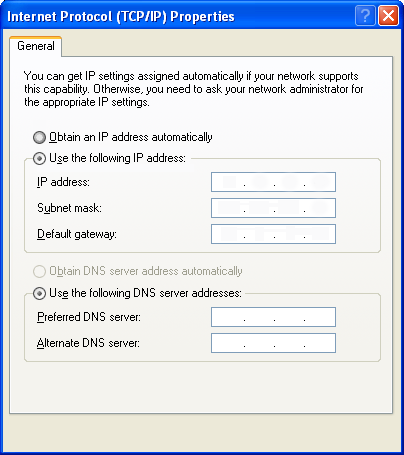 Internet Protocol (TCP/IP) Properties
General
You can get IP settings assigned automatically if your network supports
this capability. Otherwise, you need to ask your network administrator for
the appropriate IP settings.
Obtain an IP address automatically
Use the following IP address:
IP address: . . .
Subnet mask: . . .
Default gateway: . . .
Obtain DNS server address automatically
Use the following DNS server addresses:
Preferred DNS server: . . .
Alternate DNS server: . . .